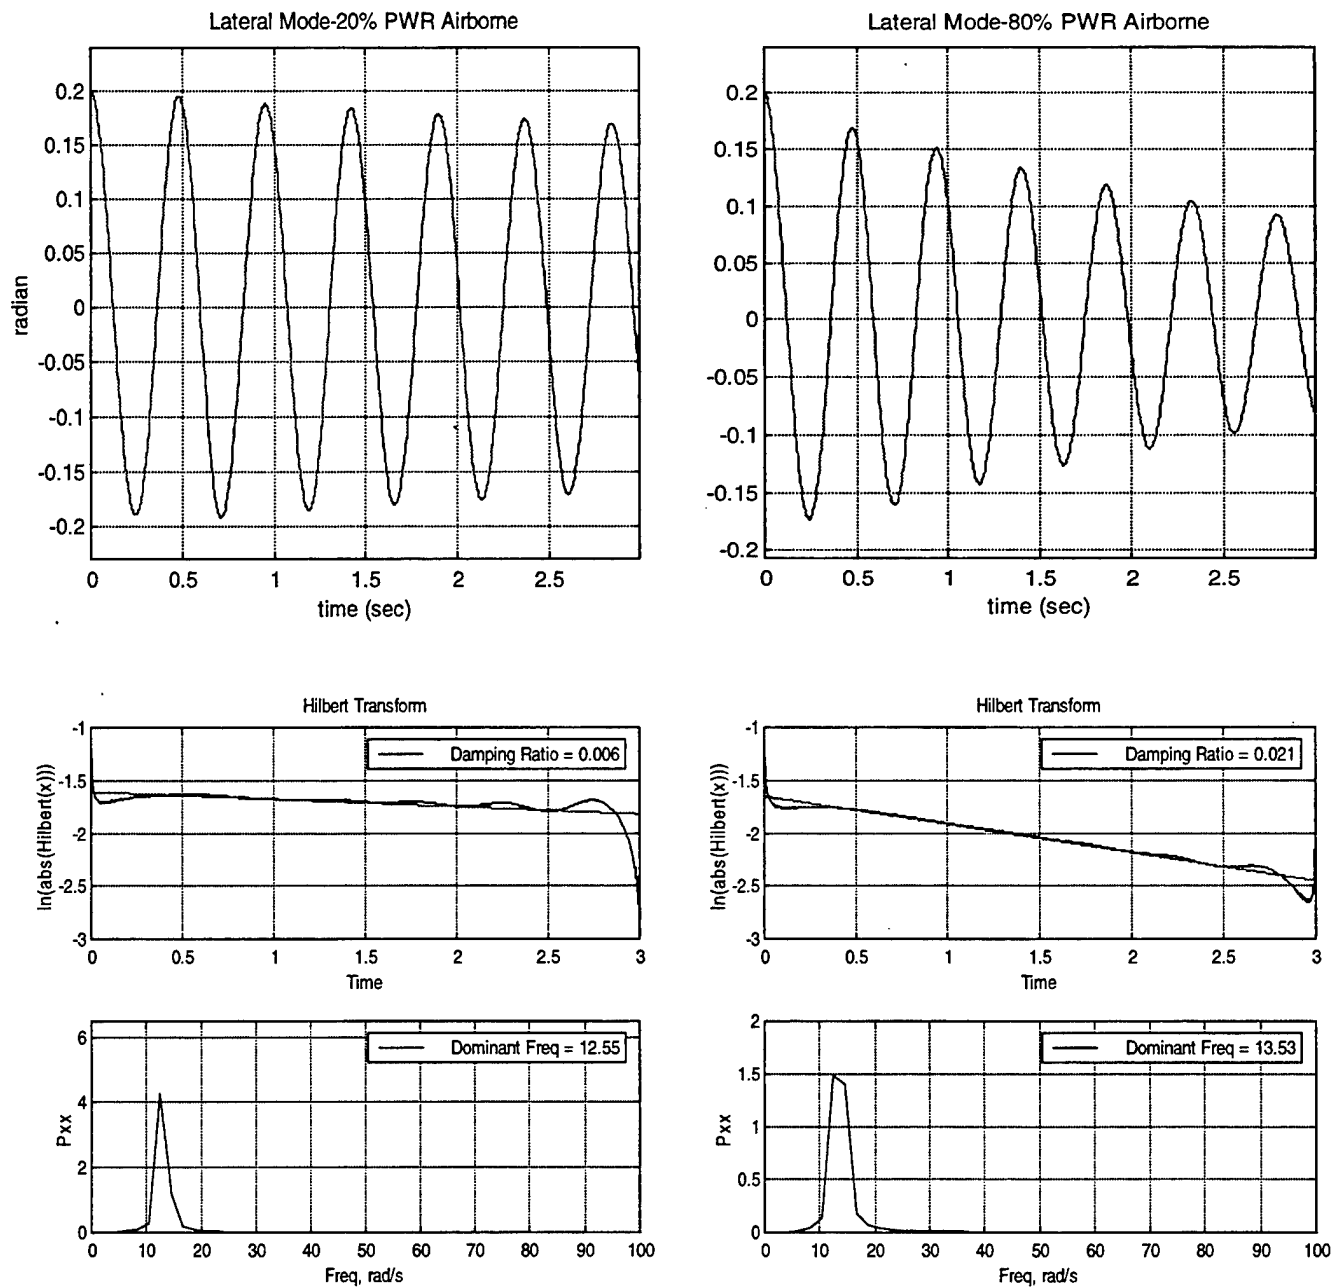 Lateral Mode-20% PWR Airborne
0.2
0.15
0.1
0.05
0
-0.05
-0.1
-0.15
-0.2
radian
0 0.5 1 1.5 2 2.5
time (sec)
Lateral Mode-80% PWR Airborne
0.2
0.15
0.1
0.05
0
-0.05
-0.1
-0.15
-0.2
0 0.5 1 1.5 2 2.5
time (sec)
Hilbert Transform
Damping Ratio = 0.006
-1
-1.5
-2
-2.5
-3
ln(abs(Hilbert(x)))
0 0.5 1 1.5 2 2.5 3
Time
Hilbert Transform
Damping Ratio = 0.021
-1
-1.5
-2
-2.5
-3
ln(abs(Hilbert(x)))
0 0.5 1 1.5 2 2.5 3
Time
Dominant Freq = 12.55
6
4
2
0
Pxx
0 10 20 30 40 50 60 70 80 90 100
Freq, rad/s
Dominant Freq = 13.53
2
1.5
1
0.5
0
Pxx
0 10 20 30 40 50 60 70 80 90 100
Freq, rad/s